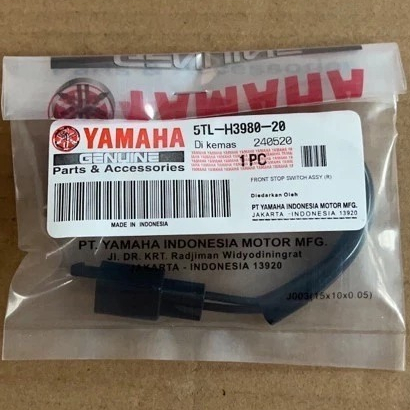 YAMAHA
GENUINE
Parts & Accessories
MADE IN INDONESIA
5TL-H3980-20
Di kemas 240520
1 PC
FRONT STOP SWITCH ASSY (R)
Diedarkan Oleh
PT. YAMAHA INDONESIA MOTOR MFG.
JAKARTA - INDONESIA 13920
PT. YAMAHA INDONESIA MOTOR MFG.
Jl. DR. KRT. Radjiman Widyodiningrat
JAKARTA - INDONESIA 13920
J003(15x10x0.05)